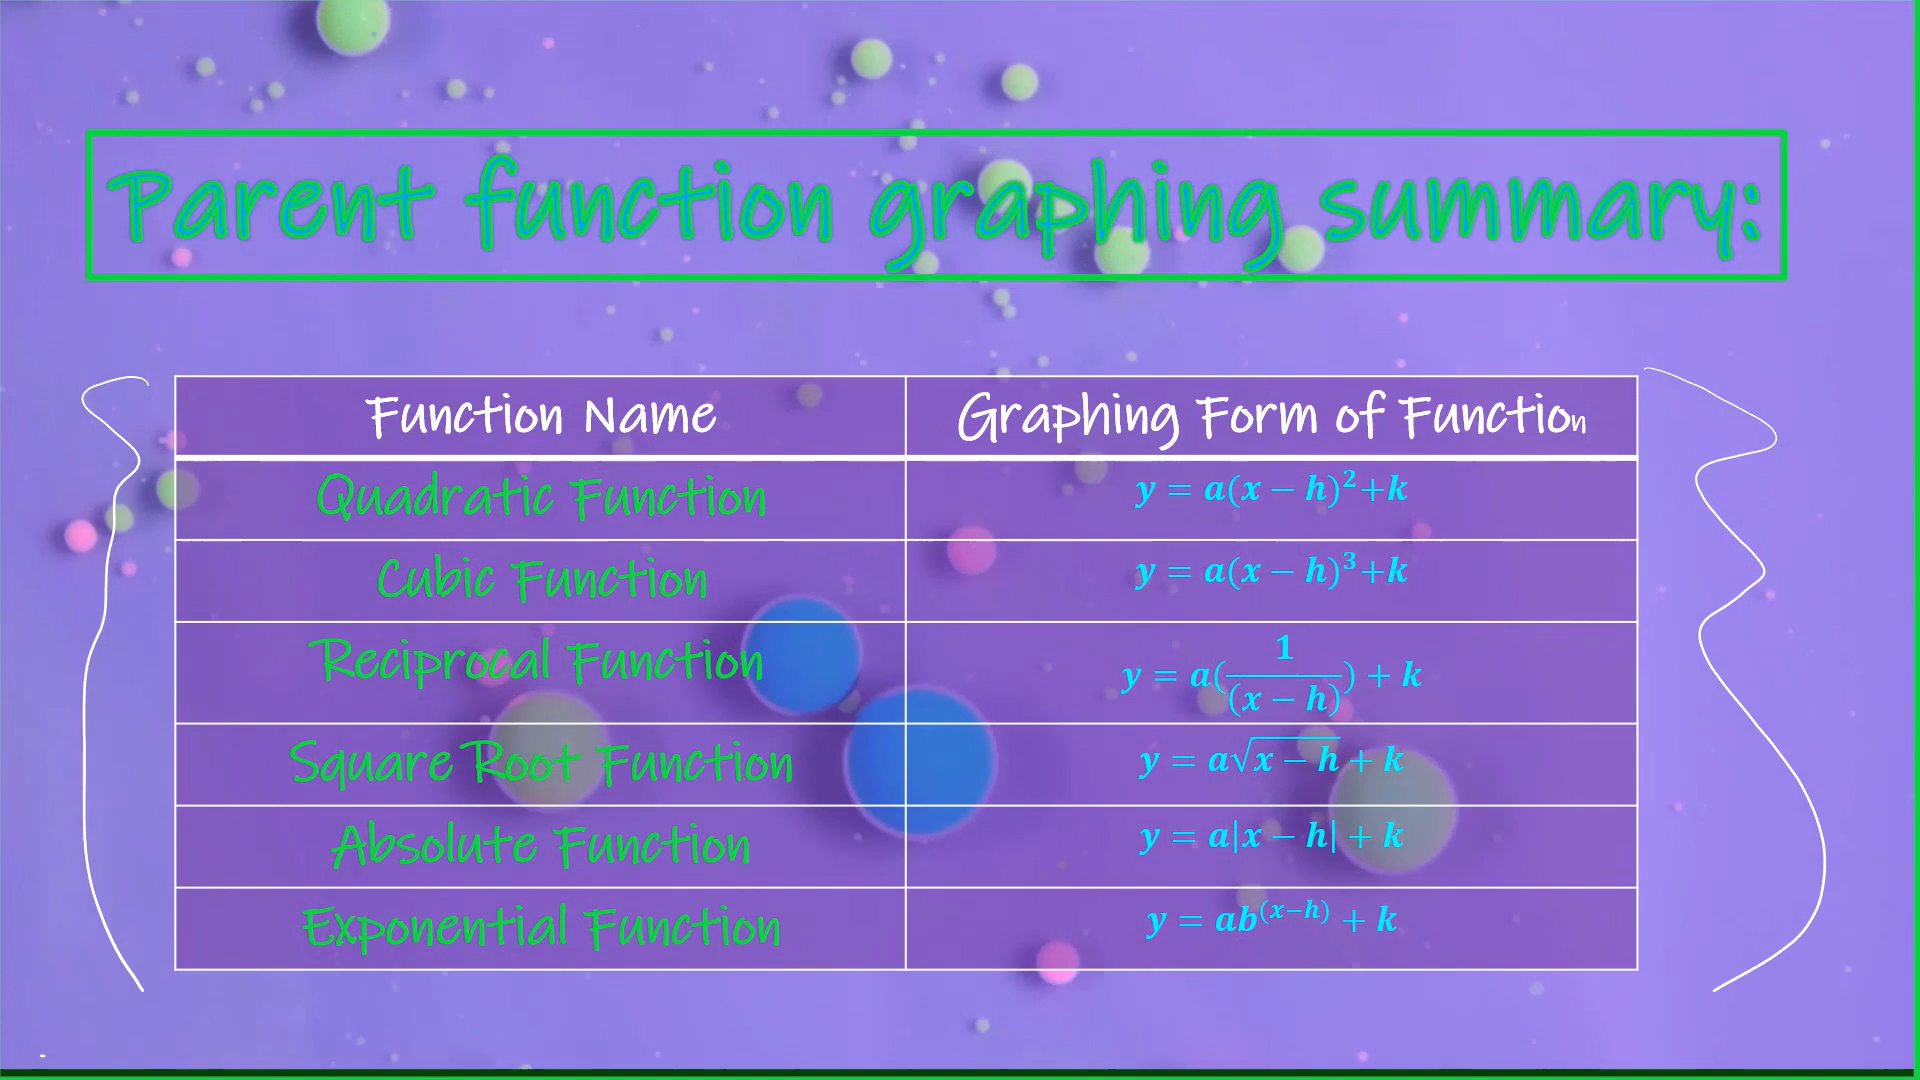 Parent function graphing summary:
Function Name
Graphing Form of Function
Quadratic Function
y = a(x − h)²+k
Cubic Function
y = a(x − h)³+k
Reciprocal Function
y = a(1/(x − h)) + k
Square Root Function
y = a√(x − h) + k
Absolute Function
y = a|x − h| + k
Exponential Function
y = ab^(x−h) + k